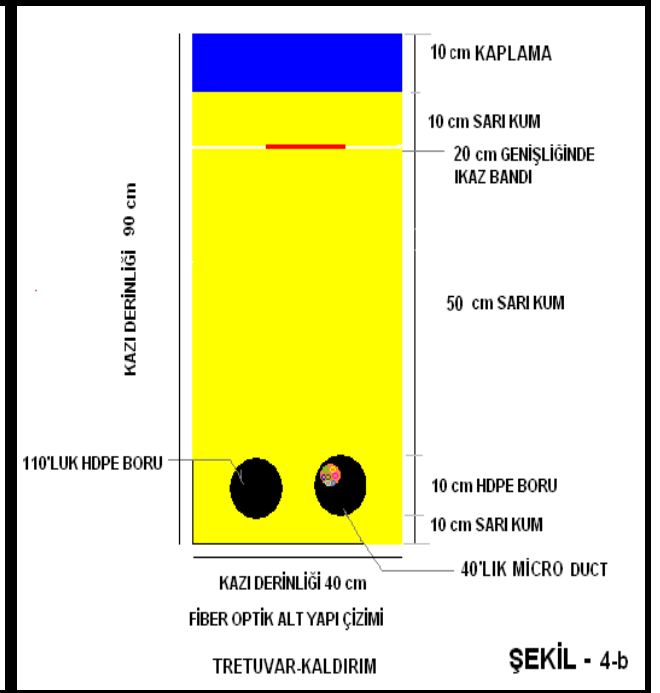 10 cm KAPLAMA
10 cm SARI KUM
20 cm GENİŞLİĞİNDE
IKAZ BANDI
KAZI DERİNLİĞİ 90 cm
50 cm SARI KUM
110'LUK HDPE BORU
10 cm HDPE BORU
10 cm SARI KUM
40'LIK MİCRO DUCT
KAZI DERİNLİĞİ 40 cm
FİBER OPTİK ALT YAPI ÇİZİMİ
TRETUVAR-KALDIRIM
ŞEKİL - 4-b